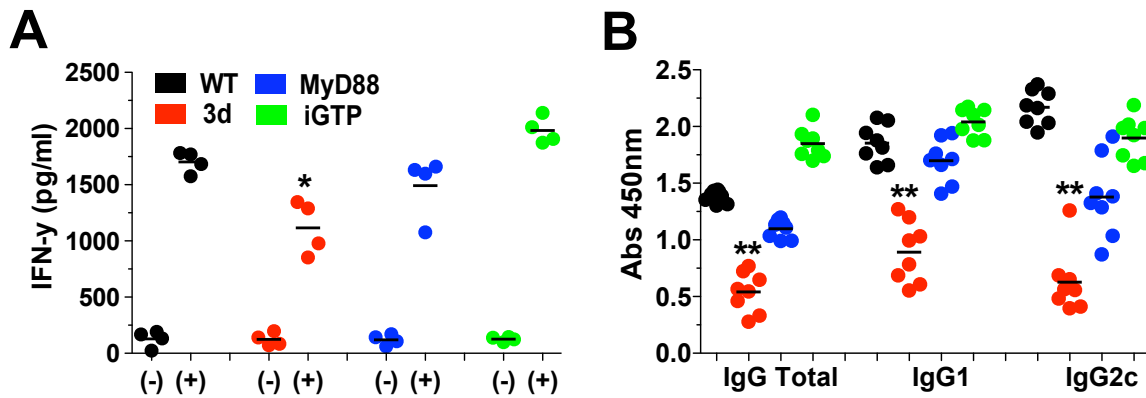 A
IFN-y (pg/ml)
2500
2000
1500
1000
500
0
WT
MyD88
3d
iGTP
*
(-) (+) (-) (+) (-) (+) (-) (+)
B
Abs 450nm
2.5
2.0
1.5
1.0
0.5
0.0
**
**
**
IgG Total IgG1 IgG2c